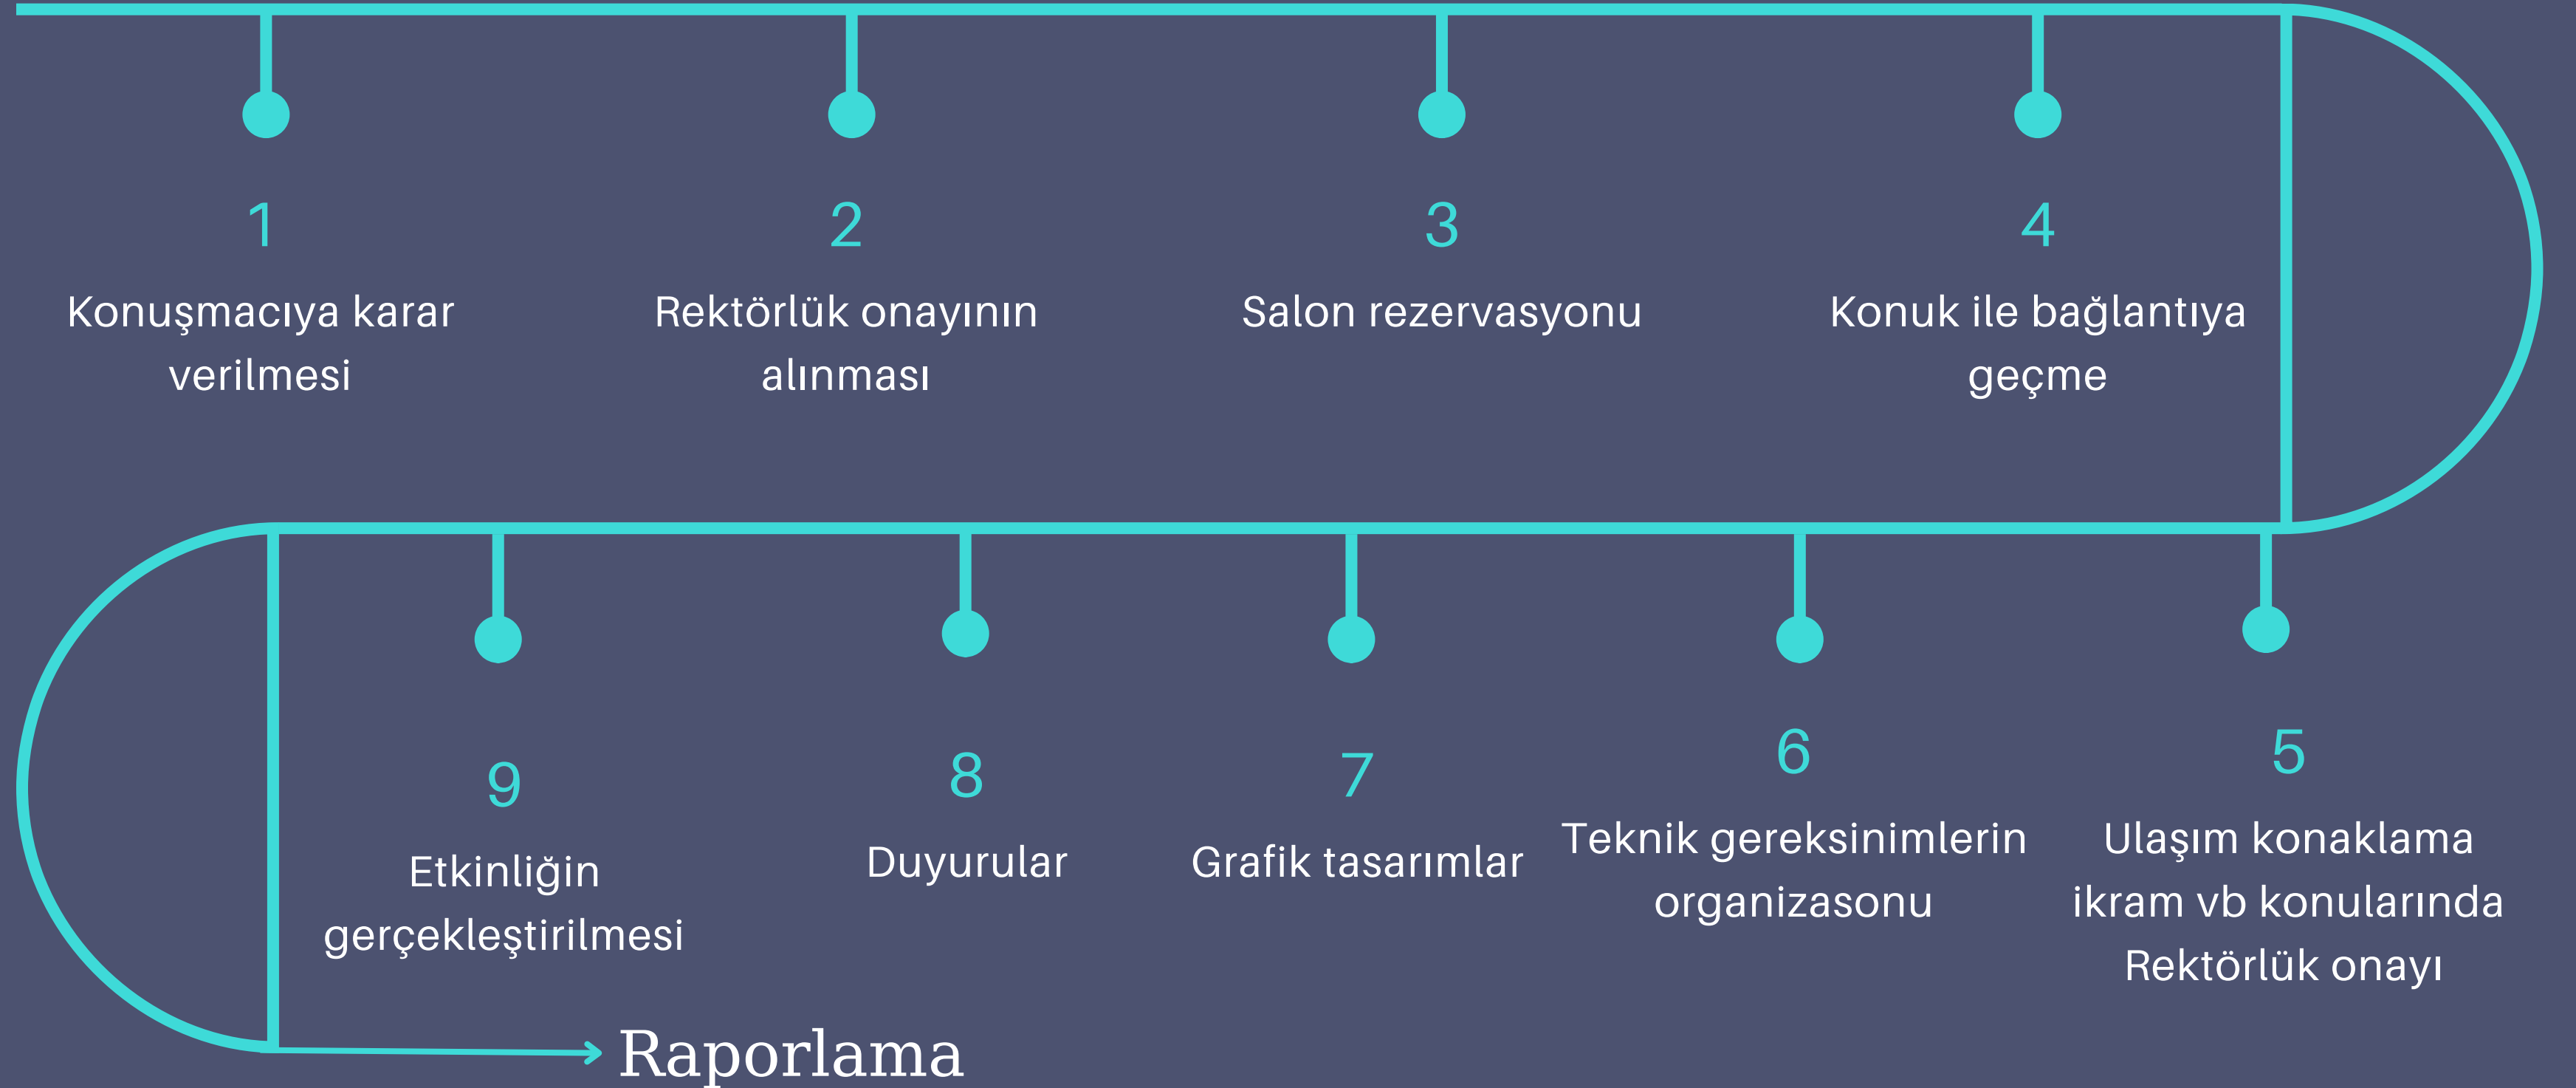 1
Konuşmacıya karar
verilmesi
2
Rektörlük onayının
alınması
3
Salon rezervasyonu
4
Konuk ile bağlantıya
geçme
5
Ulaşım konaklama
ikram vb konularında
Rektörlük onayı
6
Teknik gereksinimlerin
organizasonu
7
Grafik tasarımlar
8
Duyurular
9
Etkinliğin
gerçekleştirilmesi
Raporlama